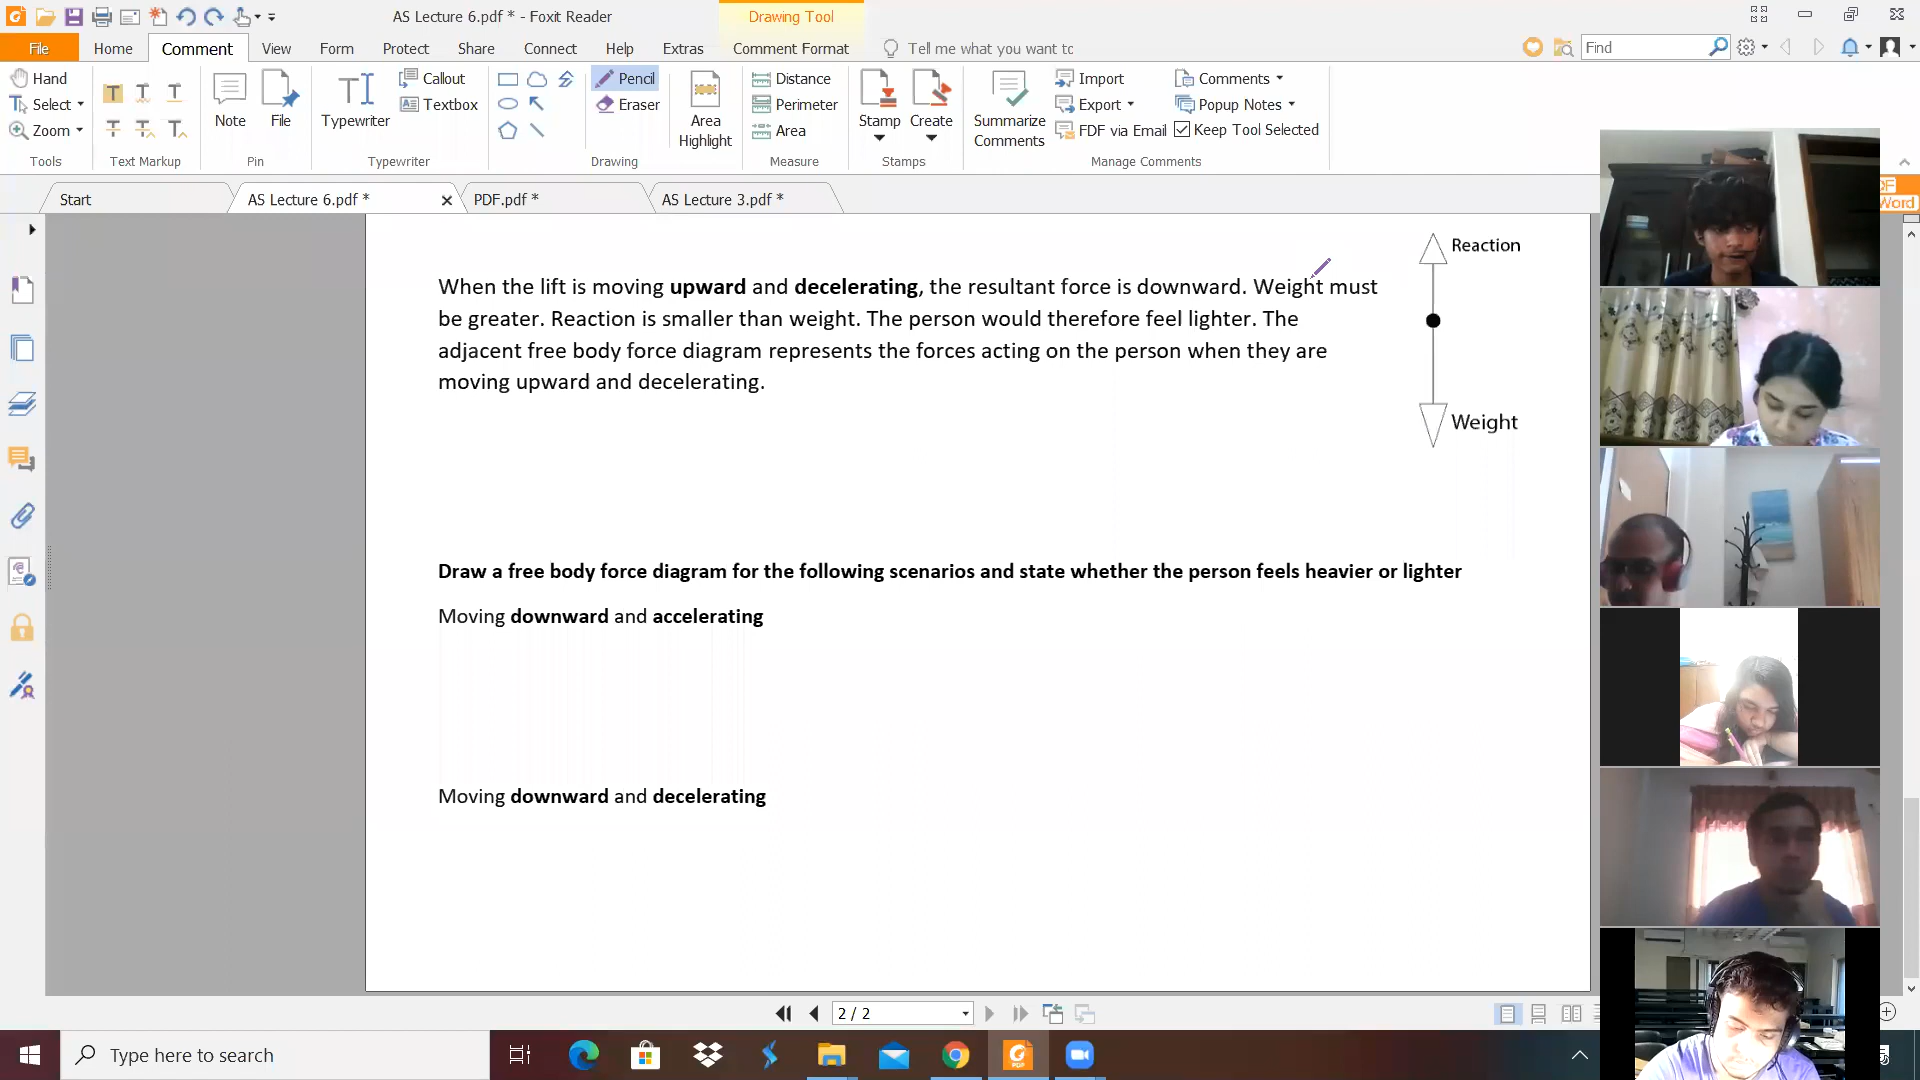 AS Lecture 6.pdf * - Foxit Reader
Drawing Tool
File Home Comment View Form Protect Share Connect Help Extras Comment Format Tell me what you want to Find
Hand
Select
Zoom
Tools
Text Markup
Note
File
Pin
Typewriter
Callout
Textbox
Typewriter
Pencil
Eraser
Drawing
Area
Highlight
Distance
Perimeter
Area
Measure
Stamp
Create
Stamps
Summarize
Comments
Import
Export
FDF via Email
Comments
Popup Notes
Keep Tool Selected
Manage Comments
Start
AS Lecture 6.pdf *
PDF.pdf *
AS Lecture 3.pdf *
Word
Reaction
When the lift is moving upward and decelerating, the resultant force is downward. Weight must
be greater. Reaction is smaller than weight. The person would therefore feel lighter. The
adjacent free body force diagram represents the forces acting on the person when they are
moving upward and decelerating.
Weight
Draw a free body force diagram for the following scenarios and state whether the person feels heavier or lighter
Moving downward and accelerating
Moving downward and decelerating
2 / 2
Type here to search